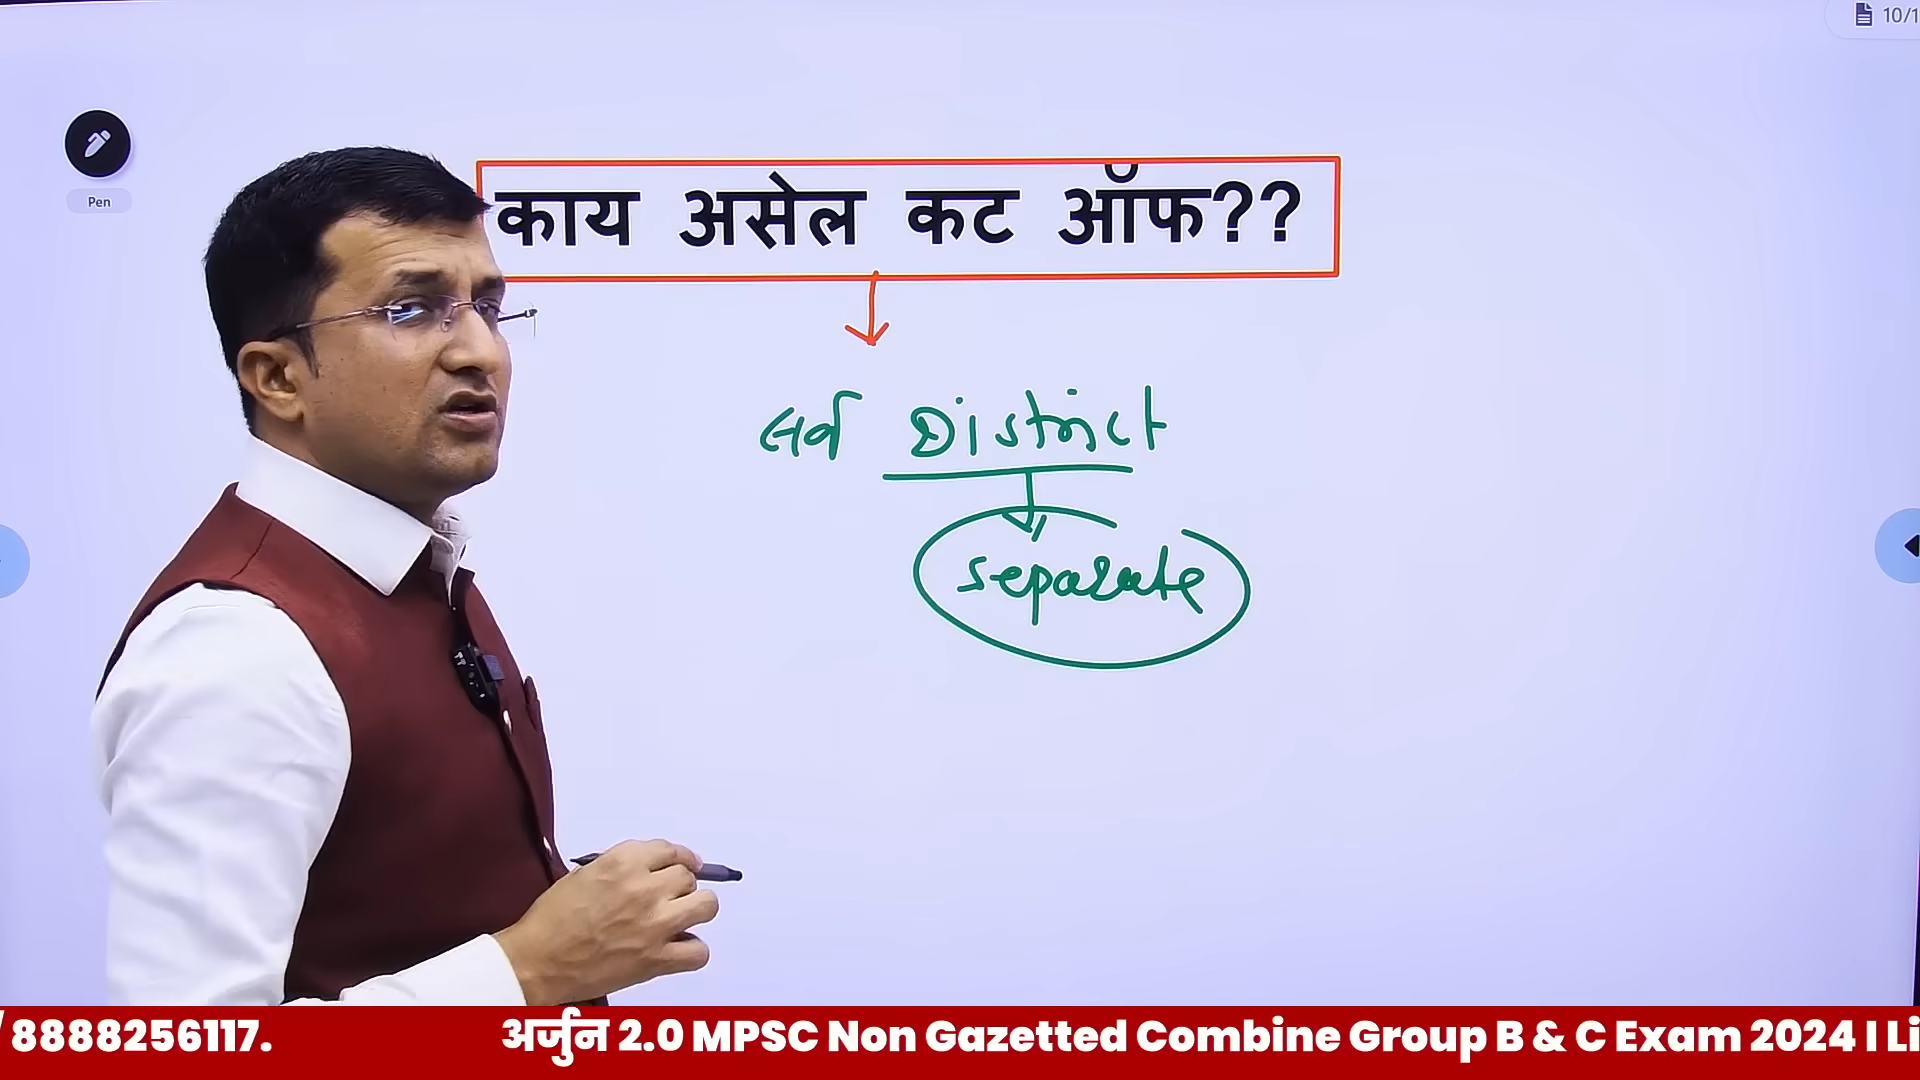 10/1
Pen
काय असेल कट ऑफ??
सर्व District
separate
8888256117.
अर्जुन 2.0 MPSC Non Gazetted Combine Group B & C Exam 2024 I Li